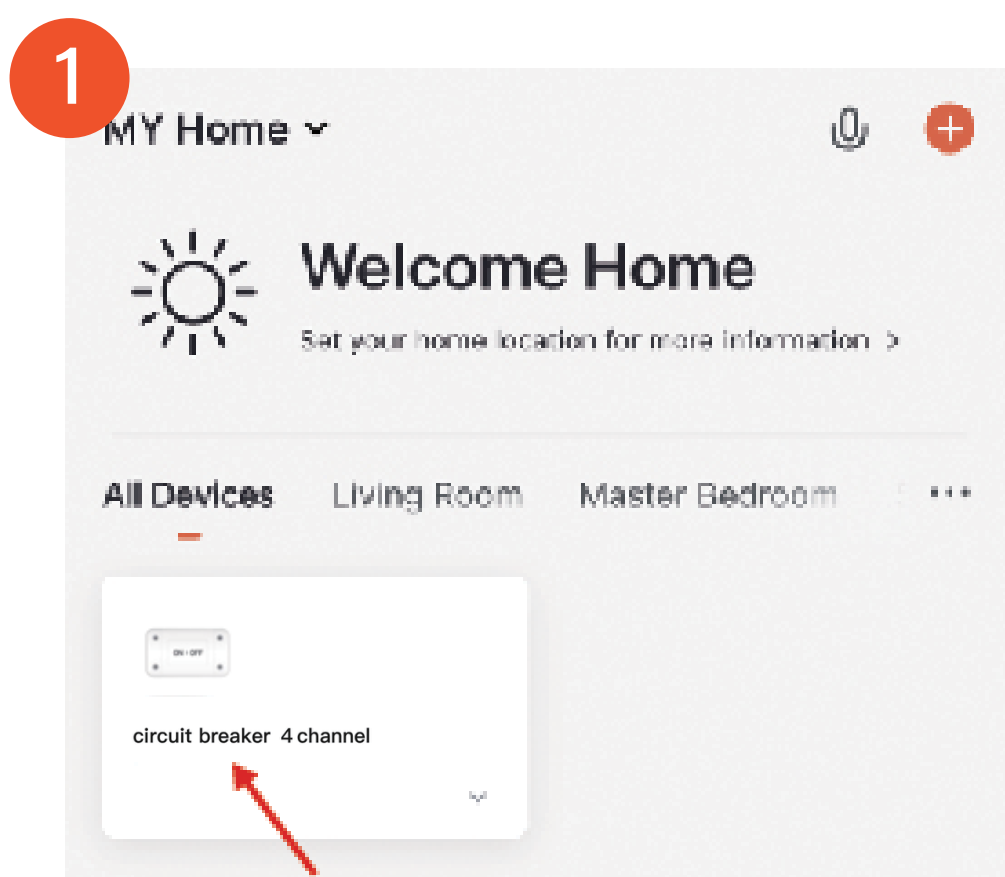 1
MY Home
Welcome Home
Set your home location for more information >
All Devices Living Room Master Bedroom ...
ON · OFF
circuit breaker 4 channel